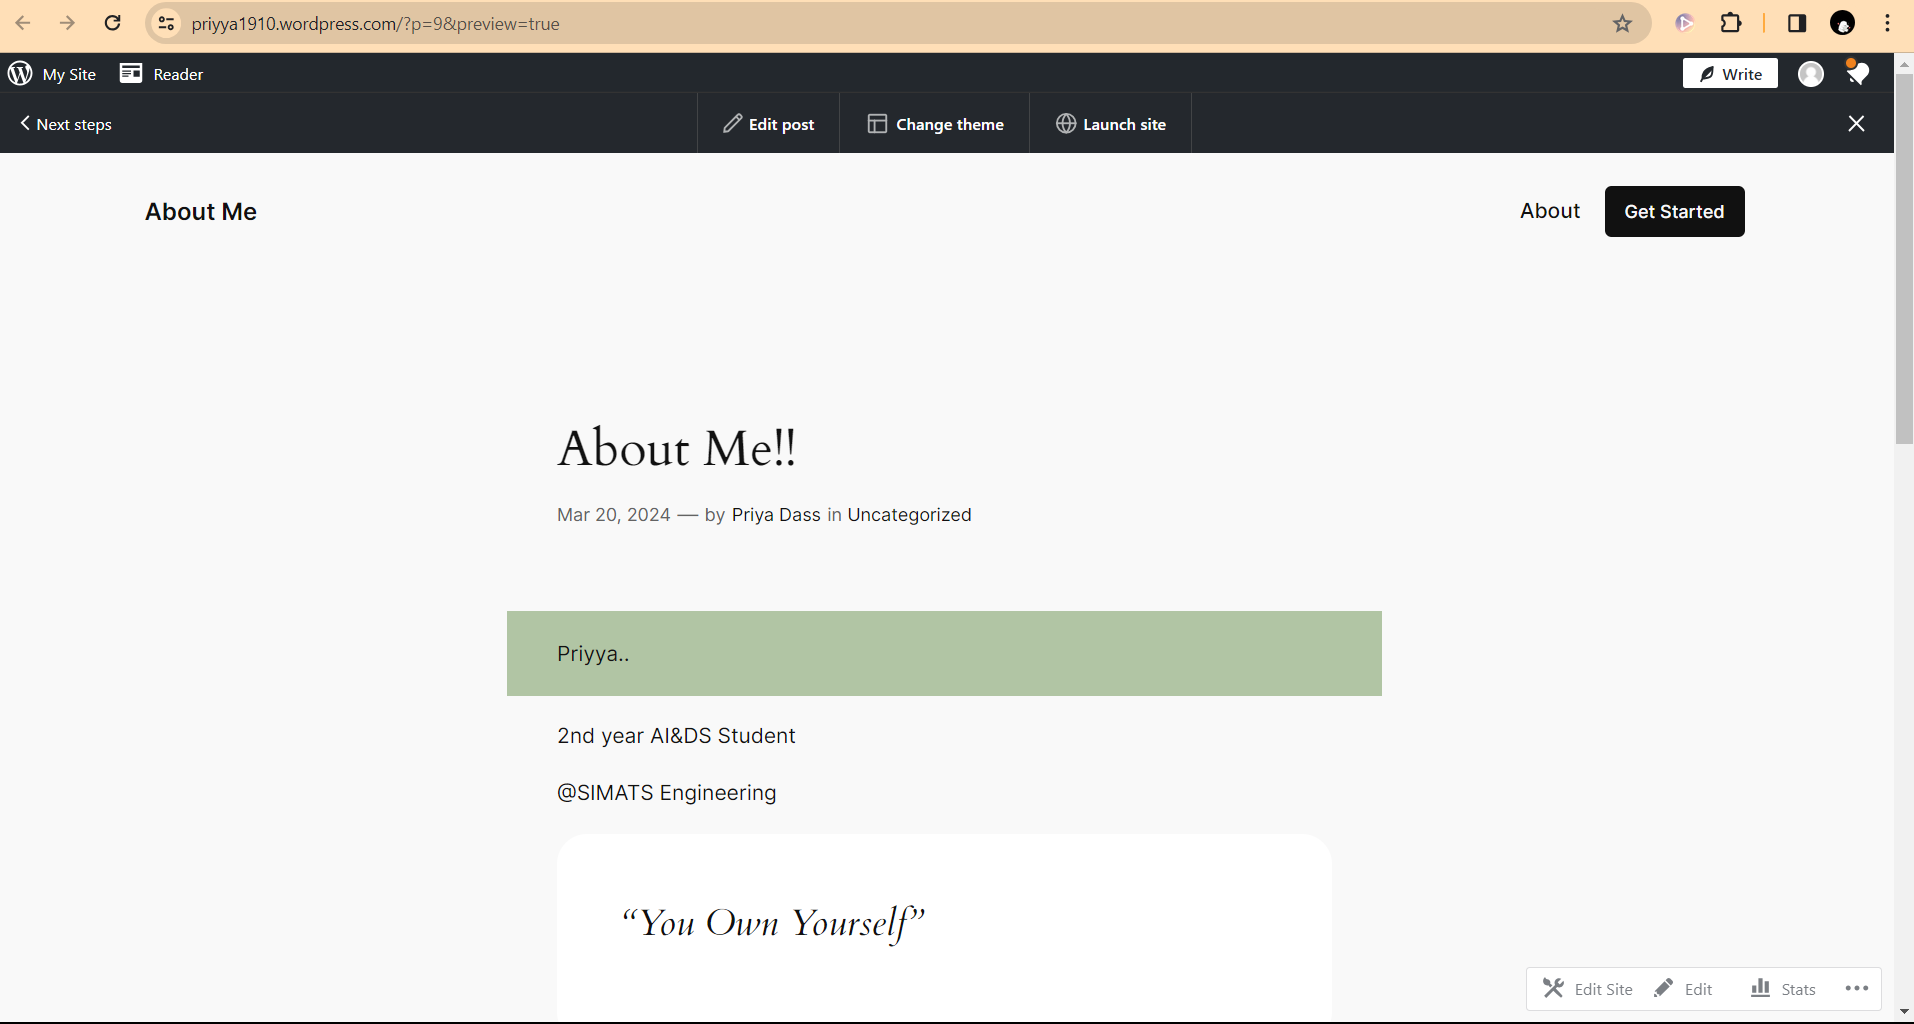 priyya1910.wordpress.com/?p=9&preview=true
My Site Reader Write
Next steps Edit post Change theme Launch site
About Me About Get Started
About Me!!
Mar 20, 2024 — by Priya Dass in Uncategorized
Priyya..
2nd year AI&DS Student
@SIMATS Engineering
“You Own Yourself”
Edit Site Edit Stats